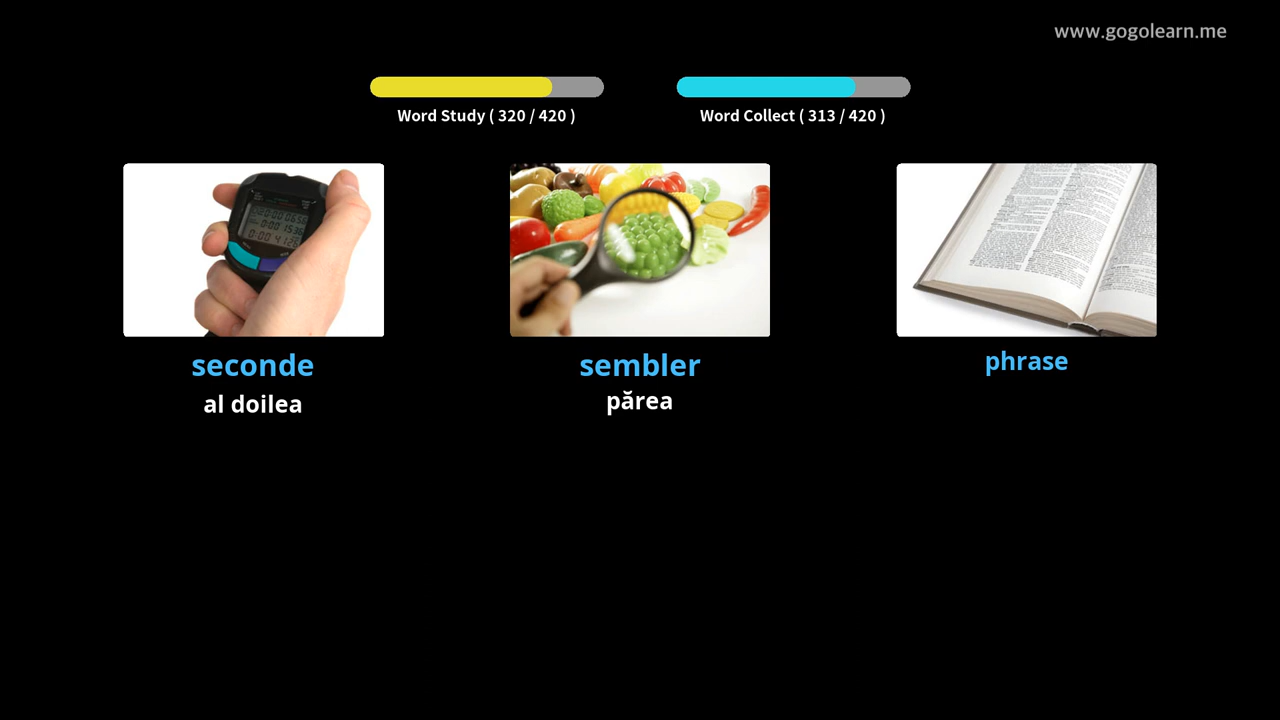 www.gogolearn.me
Word Study ( 320 / 420 )
Word Collect ( 313 / 420 )
seconde
al doilea
sembler
părea
phrase